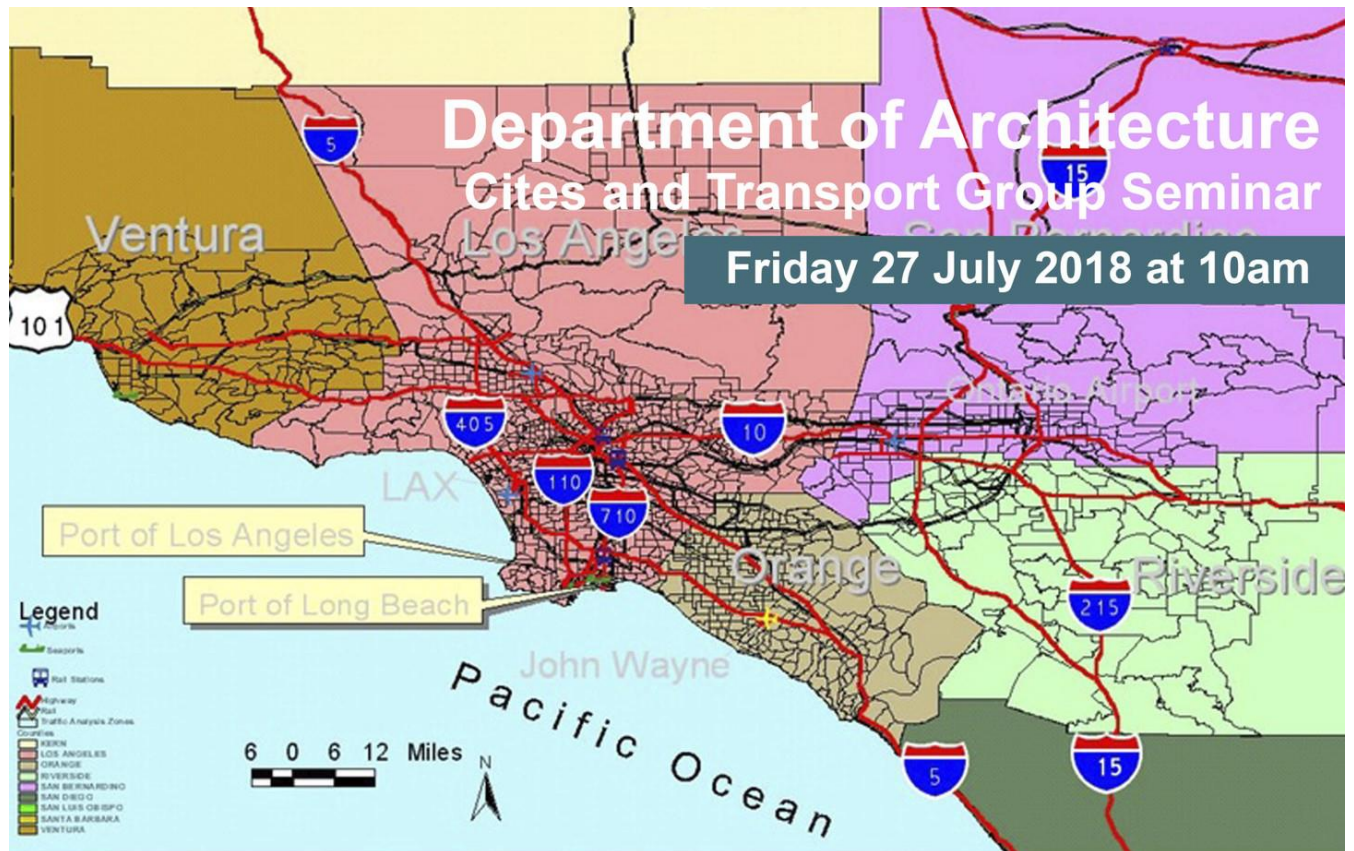 Department of Architecture
Cites and Transport Group Seminar
Friday 27 July 2018 at 10am
5
15
Ventura
Los Angeles
San Bernardino
101
Ontario Airport
405
10
110
LAX
710
Port of Los Angeles
Orange
Riverside
Port of Long Beach
215
John Wayne
Pacific Ocean
5
15
6 0 6 12 Miles
N
Legend
Airports
Seaports
Rail Stations
Highway
Rail
Traffic Analysis Zones
Counties
KERN
LOS ANGELES
ORANGE
RIVERSIDE
SAN BERNARDINO
SAN DIEGO
SAN LUIS OBISPO
SANTA BARBARA
VENTURA